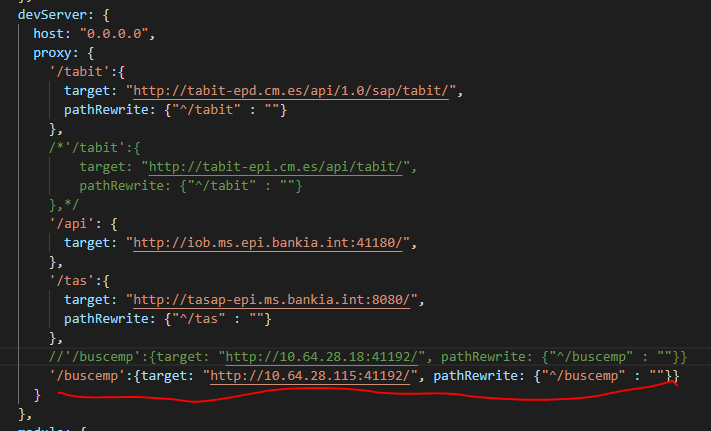 devServer: {
host: "0.0.0.0",
proxy: {
'/tabit':{
target: "http://tabit-epd.cm.es/api/1.0/sap/tabit/",
pathRewrite: {"^/tabit" : ""}
},
/*'/tabit':{
target: "http://tabit-epi.cm.es/api/tabit/",
pathRewrite: {"^/tabit" : ""}
},*/
'/api': {
target: "http://iob.ms.epi.bankia.int:41180/",
},
'/tas':{
target: "http://tasap-epi.ms.bankia.int:8080/",
pathRewrite: {"^/tas" : ""}
},
//'/buscemp':{target: "http://10.64.28.18:41192/", pathRewrite: {"^/buscemp" : ""}}
'/buscemp':{target: "http://10.64.28.115:41192/", pathRewrite: {"^/buscemp" : ""}}
}
},